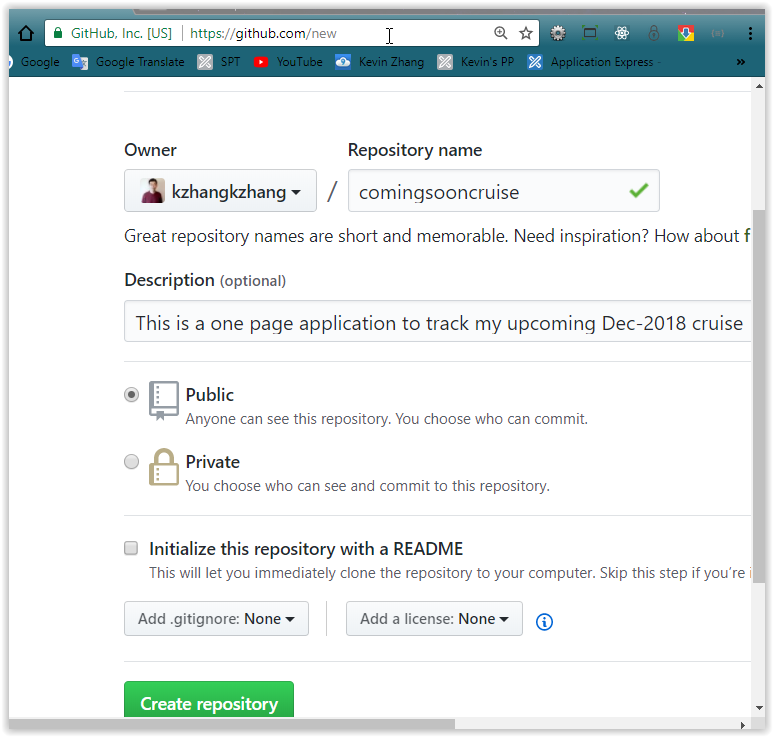 GitHub, Inc. [US] https://github.com/new
Google Google Translate SPT YouTube Kevin Zhang Kevin's PP Application Express »
Owner Repository name
kzhangkzhang / comingsooncruise
Great repository names are short and memorable. Need inspiration? How about f
Description (optional)
This is a one page application to track my upcoming Dec-2018 cruise
Public
Anyone can see this repository. You choose who can commit.
Private
You choose who can see and commit to this repository.
Initialize this repository with a README
This will let you immediately clone the repository to your computer. Skip this step if you’re i
Add .gitignore: None Add a license: None
Create repository